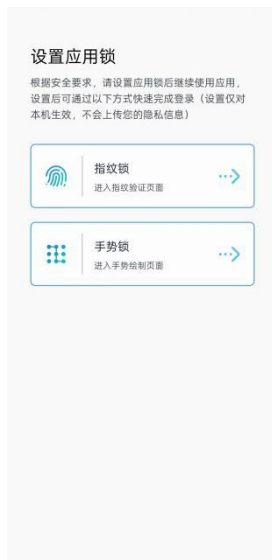 设置应用锁
根据安全要求，请设置应用锁后继续使用应用，
设置后可通过以下方式快速完成登录（设置仅对
本机生效，不会上传您的隐私信息）
指纹锁
进入指纹验证页面
手势锁
进入手势绘制页面